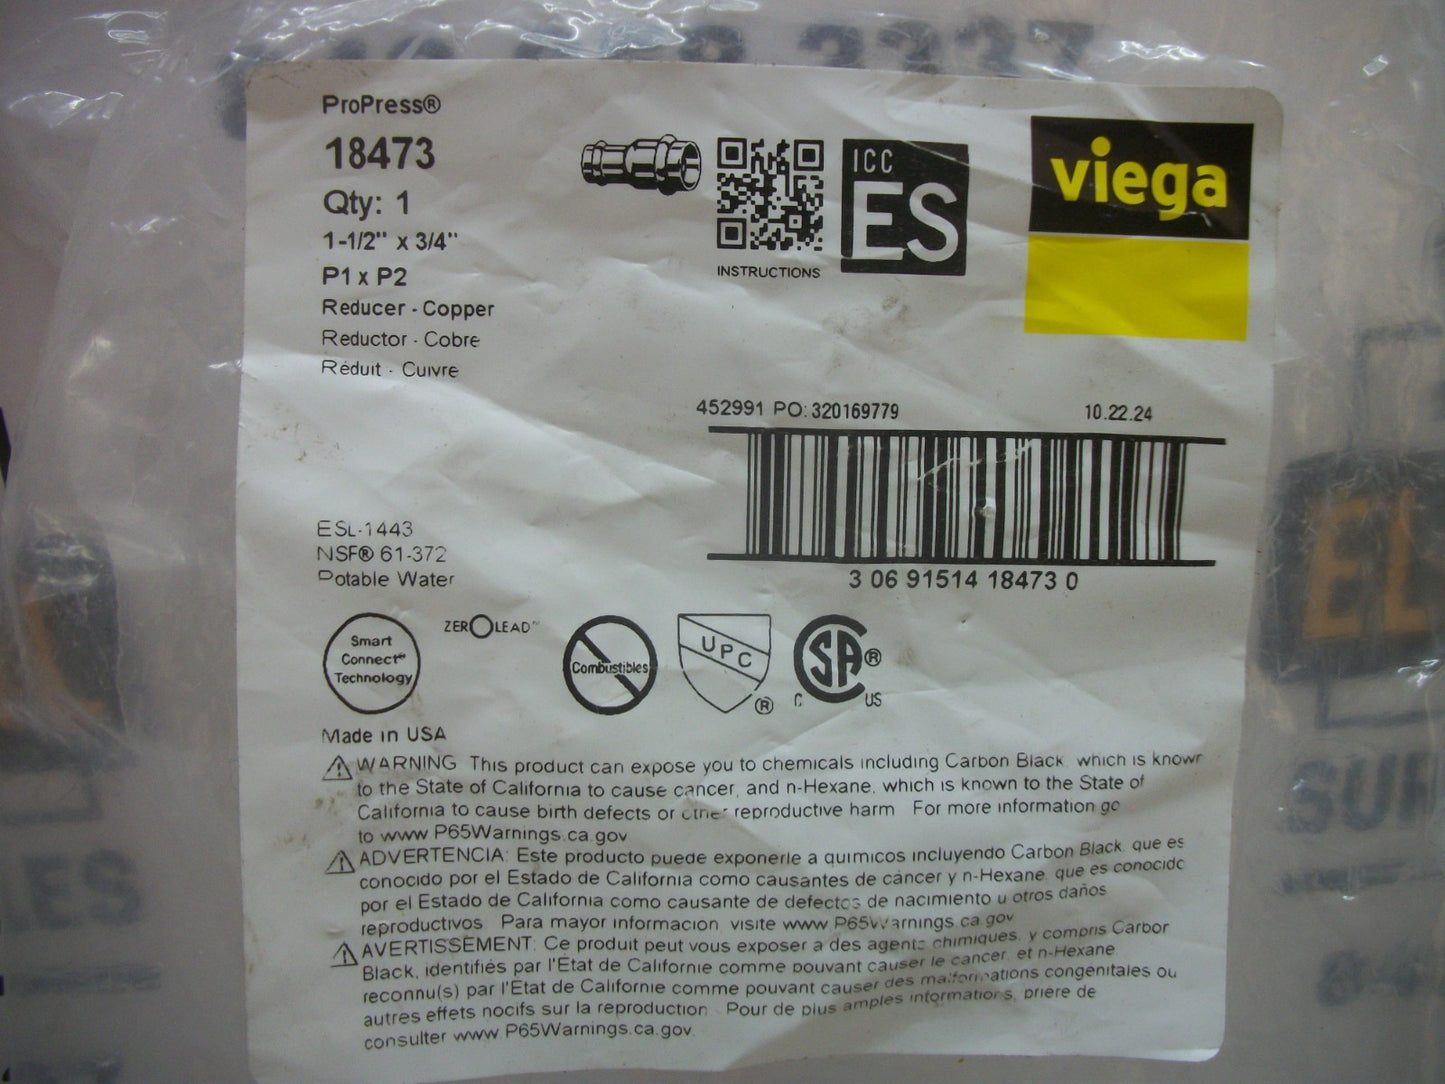 ProPress®
18473
Qty: 1
1-1/2" x 3/4"
P1 x P2
Reducer - Copper
Reductor - Cobre
Réduit - Cuivre
INSTRUCTIONS
ICC
ES
viega
452991 PO: 320169779
10.22.24
3 06 91514 18473 0
ESL-1443
NSF® 61-372
Potable Water
Smart
Connect®
Technology
ZERO LEAD™
Combustibles
UPC
®
SA ®
C US
Made in USA
⚠ WARNING This product can expose you to chemicals including Carbon Black, which is known
to the State of California to cause cancer, and n-Hexane, which is known to the State of
California to cause birth defects or other reproductive harm For more information go
to www P65Warnings.ca.gov
⚠ ADVERTENCIA: Este producto puede exponerle a quimicos incluyendo Carbon Black, que es
conocido por el Estado de California como causantes de cáncer y n-Hexane, que es conocido
por el Estado de California como causante de defectos de nacimiento u otros daños
reproductivos Para mayor informacion, visite www P65Warnings ca gov
⚠ AVERTISSEMENT: Ce produit peut vous exposer a des agents chimiques, y compris Carbon
Black, identifiés par l'État de Californie comme pouvant causer le cancer, et n-Hexane
reconnu(s) par l'État de Californie comme pouvant causer des malformations congenitales ou
autres effets nocifs sur la reproduction Pour de plus amples informations, prière de
consulter www P65Warnings.ca.gov.
EL
SUP
LES